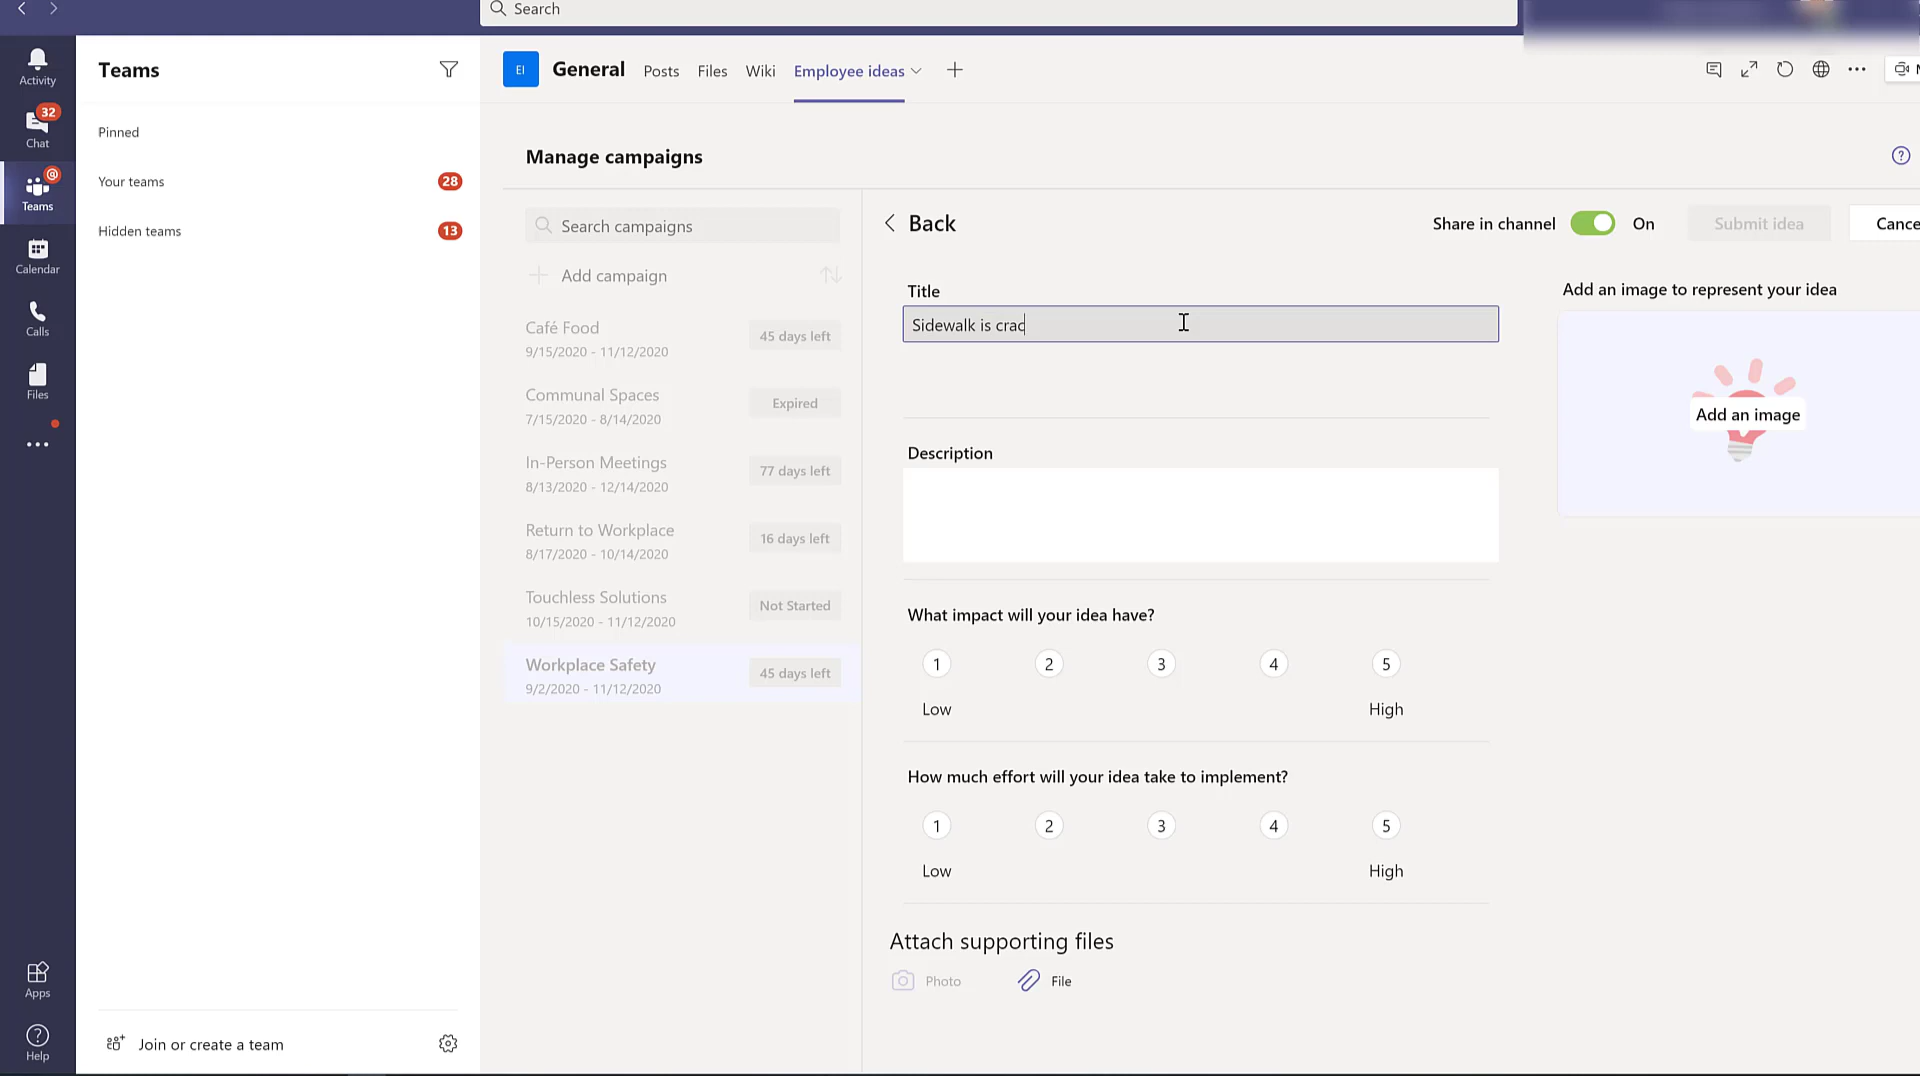 Search
Activity
32
Chat
@
Teams
Calendar
Calls
Files
Apps
Help
Teams
Pinned
Your teams 28
Hidden teams 13
Join or create a team
EI General Posts Files Wiki Employee ideas
Manage campaigns
Search campaigns
Add campaign
Café Food 45 days left
9/15/2020 - 11/12/2020
Communal Spaces Expired
7/15/2020 - 8/14/2020
In-Person Meetings 77 days left
8/13/2020 - 12/14/2020
Return to Workplace 16 days left
8/17/2020 - 10/14/2020
Touchless Solutions Not Started
10/15/2020 - 11/12/2020
Workplace Safety 45 days left
9/2/2020 - 11/12/2020
Back Share in channel On Submit idea Cance
Title
Sidewalk is crac
Add an image to represent your idea
Add an image
Description
What impact will your idea have?
1 2 3 4 5
Low High
How much effort will your idea take to implement?
1 2 3 4 5
Low High
Attach supporting files
Photo File